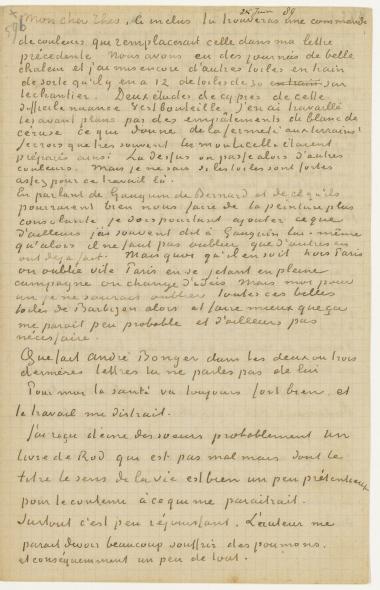 25 Juin 89
596
Mon cher Theo, ci inclus tu trouveras une commande
de couleurs que remplacerait celle dans ma lettre
précédente. Nous avons eu des journées de belle
chaleur et j'ai mis encore d'autres toiles en train
de sorte qu'il y en a 12 de toiles de 30 sur
le chantier. Deux études de cyprès de cette
difficile nuance vert bouteille, j'en ai travaillé
les avant plans par des empâtements de blanc de
céruse ce qui donne de la fermeté aux terrains.
Je crois que très souvent les monticelli étaient
préparés ainsi. Là dessus on passe alors d'autres
couleurs. Mais je ne sais si les toiles sont fortes
assez pour ce travail là.
En parlant de Gauguin de Bernard et de ce qu'ils
pourraient bien nous faire de la peinture plus
consolante je dois pourtant ajouter ce que
d'ailleurs j'ai souvent dit à Gauguin lui-même
qu'alors il ne faut pas oublier que d'autres en
ont déjà fait. Mais quoi qu'il en soit hors Paris
on oublie vite Paris en se jetant en pleine
campagne on change d'idées Mais moi pour
un je ne saurais oublier toutes ces belles
toiles de Barbizon alors et faire mieux que ça
me parait peu probable et d'ailleurs pas
nécessaire.
Que fait André Bonger dans tes deux ou trois
dernières lettres tu ne parles pas de lui
Pour moi la santé va toujours fort bien, et
le travail me distrait.
J'ai reçu d'une des soeurs probablement un
livre de Rod qui est pas mal mais dont le
titre le sens de la vie est bien un peu prétentieux
pour le contenu à ce qui me paraitrait.
Surtout c'est peu réjouissant. L'auteur me
parait devoir beaucoup souffrir des poumons.
et conséquemment un peu de tout.